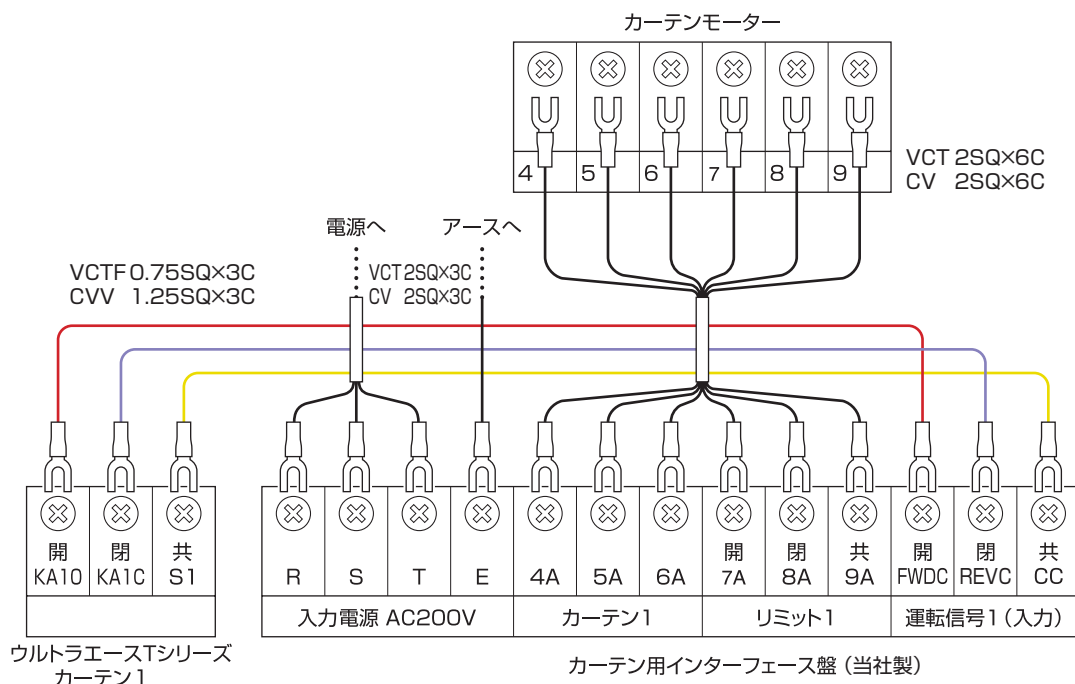 カーテンモーター
4 5 6 7 8 9
VCT 2SQ×6C
CV 2SQ×6C
電源へ
アースへ
VCTF 0.75SQ×3C
CVV 1.25SQ×3C
VCT 2SQ×3C
CV 2SQ×3C
開 閉 共
KA1O KA1C S1
ウルトラエースTシリーズ
カーテン1
開 閉 共 開 閉 共
R S T E 4A 5A 6A 7A 8A 9A FWDC REVC CC
入力電源 AC200V カーテン1 リミット1 運転信号1(入力)
カーテン用インターフェース盤(当社製)